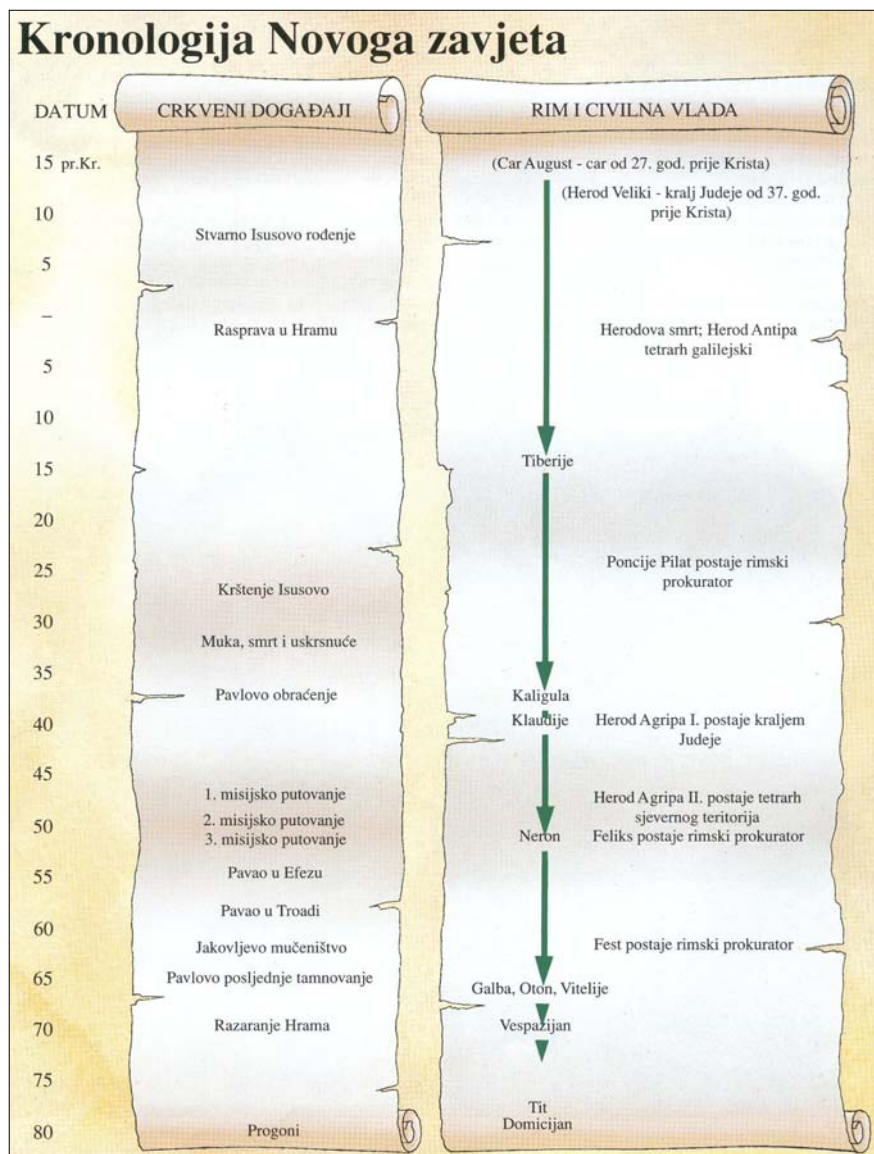 Kronologija Novoga zavjeta
DATUM
CRKVENI DOGAĐAJI
RIM I CIVILNA VLADA
15 pr.Kr.
10
5
–
5
10
15
20
25
30
35
40
45
50
55
60
65
70
75
80
Stvarno Isusovo rođenje
Rasprava u Hramu
Krštenje Isusovo
Muka, smrt i uskrsnuće
Pavlovo obraćenje
1. misijsko putovanje
2. misijsko putovanje
3. misijsko putovanje
Pavao u Efezu
Pavao u Troadi
Jakovljevo mučeništvo
Pavlovo posljednje tamnovanje
Razaranje Hrama
Progoni
(Car August - car od 27. god. prije Krista)
(Herod Veliki - kralj Judeje od 37. god.
prije Krista)
Herodova smrt; Herod Antipa
tetrarh galilejski
Tiberije
Poncije Pilat postaje rimski
prokurator
Kaligula
Klaudije
Herod Agripa I. postaje kraljem
Judeje
Herod Agripa II. postaje tetrarh
sjevernog teritorija
Neron
Feliks postaje rimski prokurator
Fest postaje rimski prokurator
Galba, Oton, Vitelije
Vespazijan
Tit
Domicijan